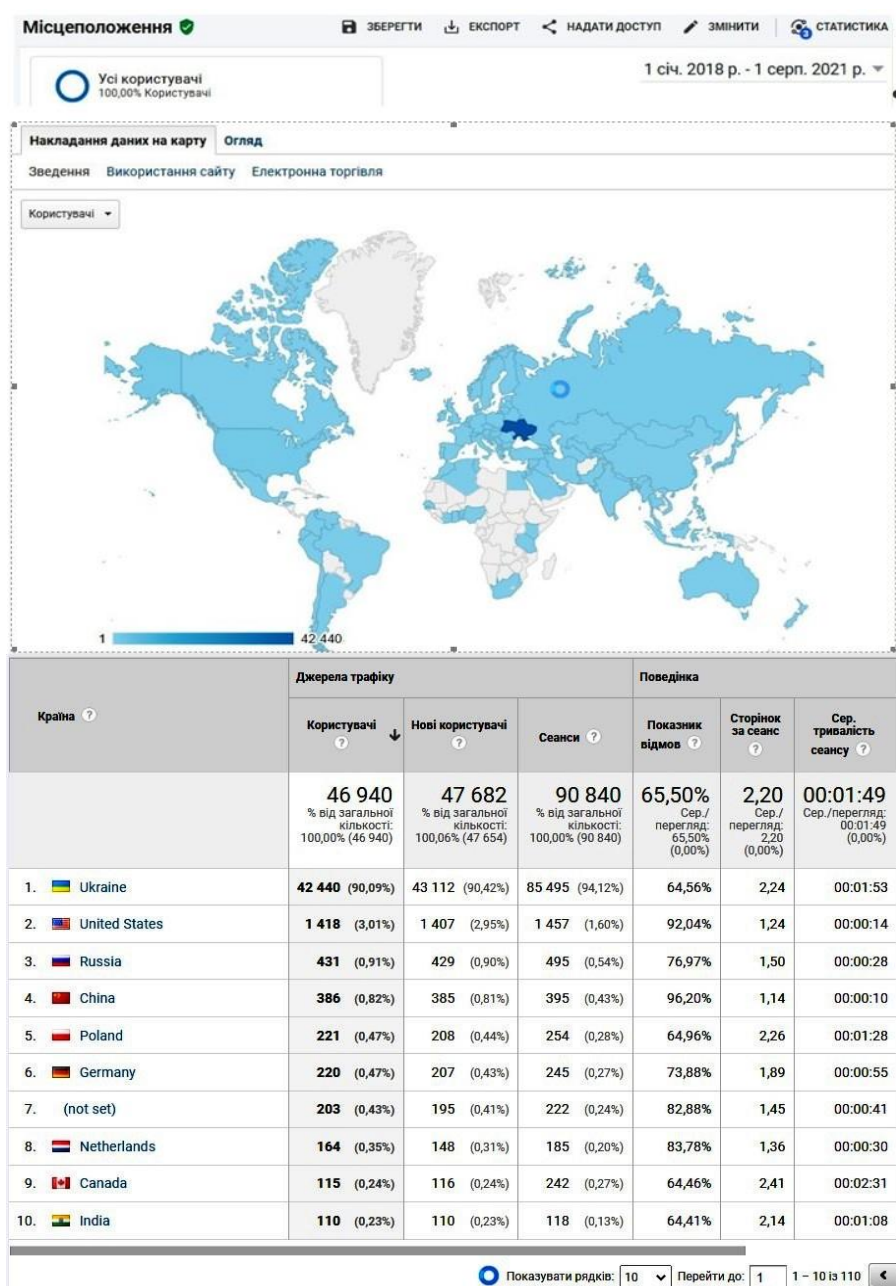 Місцеположення
ЗБЕРЕГТИ ЕКСПОРТ НАДАТИ ДОСТУП ЗМІНИТИ 3 СТАТИСТИКА
Усі користувачі
100,00% Користувачі
1 січ. 2018 р. - 1 серп. 2021 р.
Накладання даних на карту Огляд
Зведення Використання сайту Електронна торгівля
Користувачі
1 42 440
Джерела трафіку Поведінка
Країна ? Користувачі ? Нові користувачі ? Сеанси ? Показник відмов ? Сторінок за сеанс ? Сер. тривалість сеансу ?
46 940 47 682 90 840 65,50% 2,20 00:01:49
% від загальної кількості: 100,00% (46 940) % від загальної кількості: 100,06% (47 654) % від загальної кількості: 100,00% (90 840) Сер./перегляд: 65,50% (0,00%) Сер./перегляд: 2,20 (0,00%) Сер./перегляд: 00:01:49 (0,00%)
1. Ukraine 42 440 (90,09%) 43 112 (90,42%) 85 495 (94,12%) 64,56% 2,24 00:01:53
2. United States 1 418 (3,01%) 1 407 (2,95%) 1 457 (1,60%) 92,04% 1,24 00:00:14
3. Russia 431 (0,91%) 429 (0,90%) 495 (0,54%) 76,97% 1,50 00:00:28
4. China 386 (0,82%) 385 (0,81%) 395 (0,43%) 96,20% 1,14 00:00:10
5. Poland 221 (0,47%) 208 (0,44%) 254 (0,28%) 64,96% 2,26 00:01:28
6. Germany 220 (0,47%) 207 (0,43%) 245 (0,27%) 73,88% 1,89 00:00:55
7. (not set) 203 (0,43%) 195 (0,41%) 222 (0,24%) 82,88% 1,45 00:00:41
8. Netherlands 164 (0,35%) 148 (0,31%) 185 (0,20%) 83,78% 1,36 00:00:30
9. Canada 115 (0,24%) 116 (0,24%) 242 (0,27%) 64,46% 2,41 00:02:31
10. India 110 (0,23%) 110 (0,23%) 118 (0,13%) 64,41% 2,14 00:01:08
Показувати рядків: 10 Перейти до: 1 1 – 10 із 110